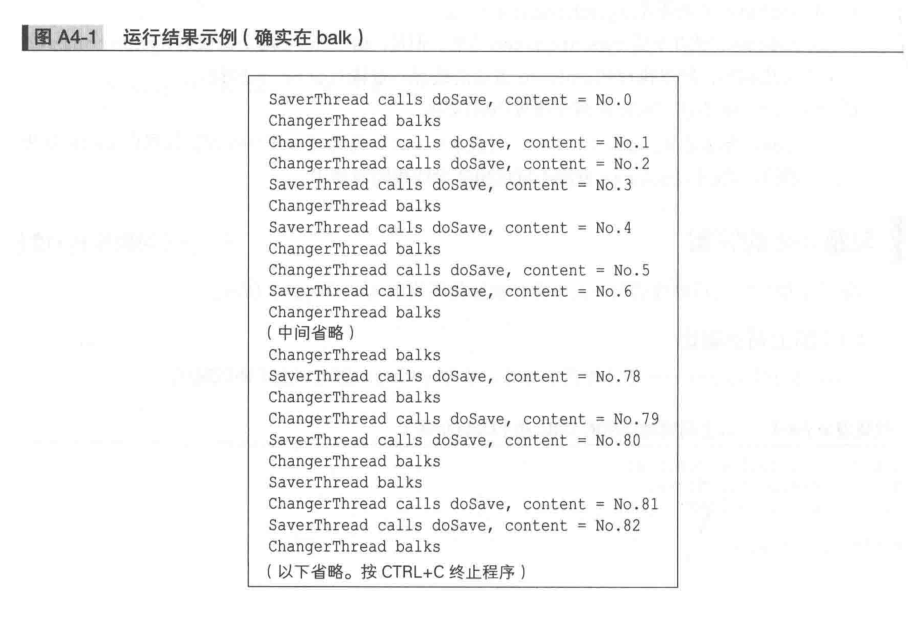 图 A4-1 运行结果示例（确实在 balk）
SaverThread calls doSave, content = No.0
ChangerThread balks
ChangerThread calls doSave, content = No.1
ChangerThread calls doSave, content = No.2
SaverThread calls doSave, content = No.3
ChangerThread balks
SaverThread calls doSave, content = No.4
ChangerThread balks
ChangerThread calls doSave, content = No.5
SaverThread calls doSave, content = No.6
ChangerThread balks
（中间省略）
ChangerThread balks
SaverThread calls doSave, content = No.78
ChangerThread balks
ChangerThread calls doSave, content = No.79
SaverThread calls doSave, content = No.80
ChangerThread balks
SaverThread balks
ChangerThread calls doSave, content = No.81
SaverThread calls doSave, content = No.82
ChangerThread balks
（以下省略。按 CTRL+C 终止程序）